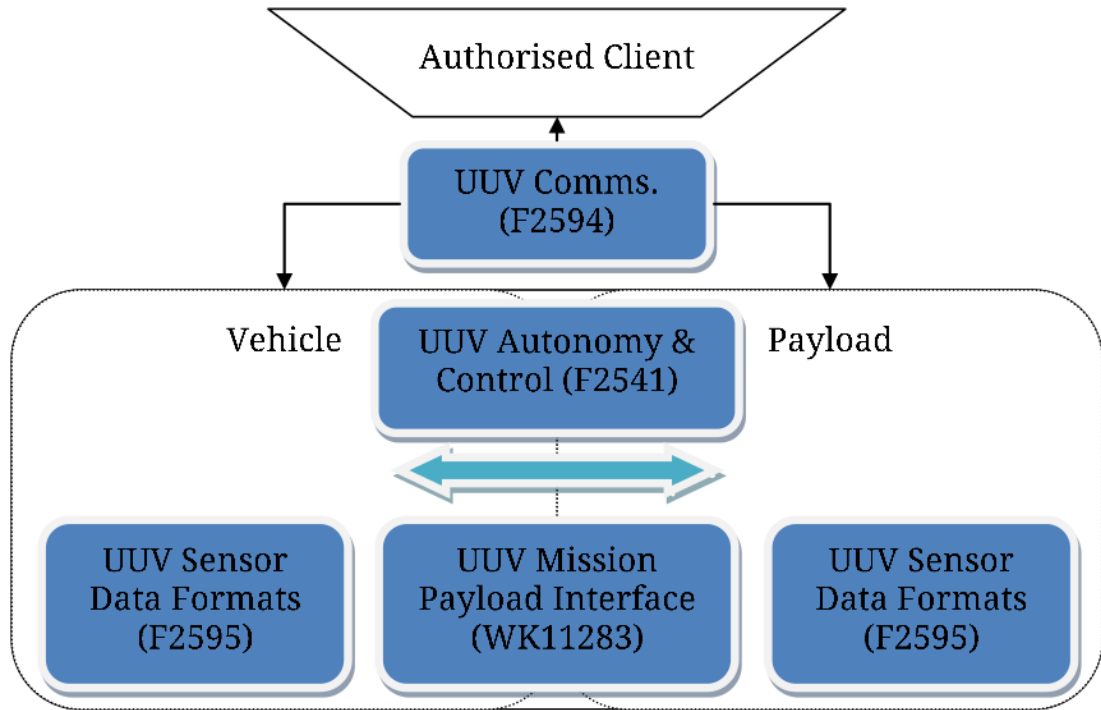 Authorised Client
UUV Comms.
(F2594)
Vehicle
UUV Autonomy &
Control (F2541)
Payload
UUV Sensor
Data Formats
(F2595)
UUV Mission
Payload Interface
(WK11283)
UUV Sensor
Data Formats
(F2595)